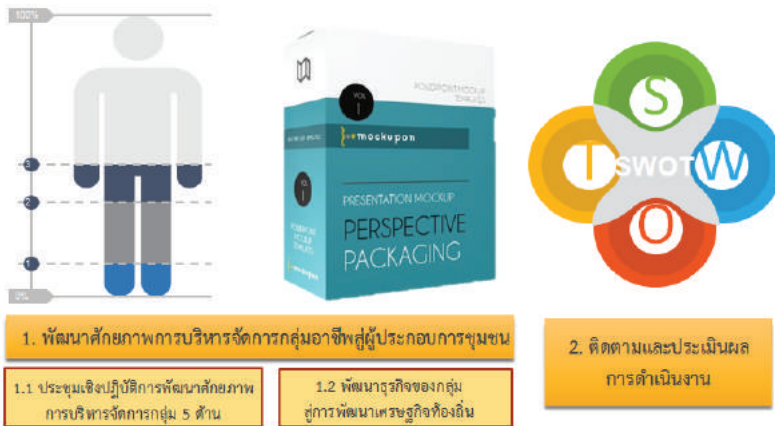 100%
3
2
1
0%
POWERPOINT MOCKUP
TEMPLATES
VOL
1
mockupon
VOL
1
PRESENTATION MOCKUP
PERSPECTIVE
PACKAGING
POWERPOINT
MOCKUP
TEMPLATES
mockupon
S
T SWOT W
O
1. พัฒนาศักยภาพการบริหารจัดการกลุ่มอาชีพสู่ผู้ประกอบการชุมชน
1.1 ประชุมเชิงปฏิบัติการพัฒนาศักยภาพ
การบริหารจัดการกลุ่ม 5 ด้าน
1.2 พัฒนาธุรกิจของกลุ่ม
สู่การพัฒนาเศรษฐกิจท้องถิ่น
2. ติดตามและประเมินผล
การดำเนินงาน